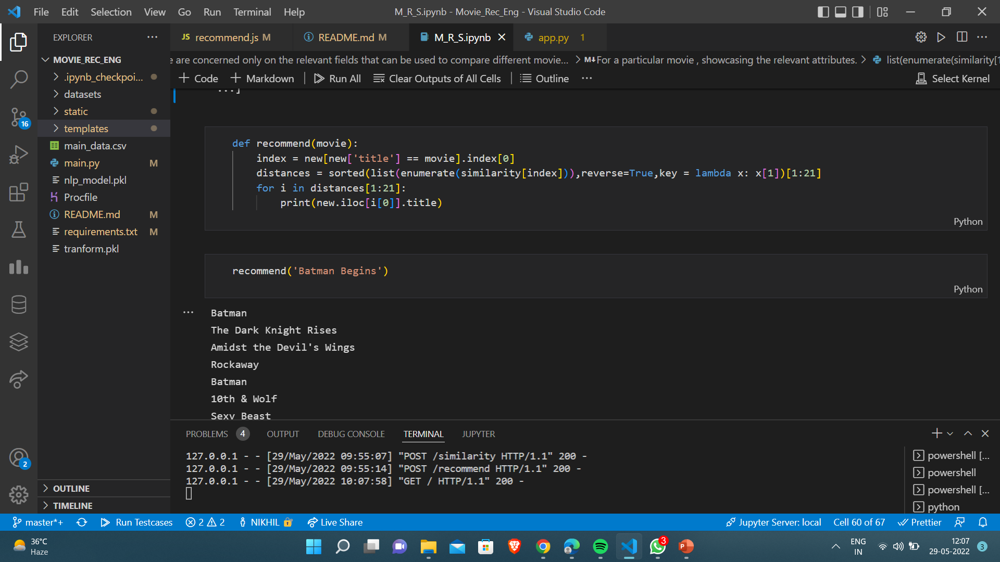 File Edit Selection View Go Run Terminal Help
M_R_S.ipynb - Movie_Rec_Eng - Visual Studio Code
EXPLORER
recommend.js M
README.md M
M_R_S.ipynb
app.py 1
MOVIE_REC_ENG
e are concerned only on the relevant fields that can be used to compare different movie... > M↓For a particular movie , showcasing the relevant attributes. > list(enumerate(similarity[1
Code Markdown Run All Clear Outputs of All Cells Outline ... Select Kernel
.ipynb_checkpoi...
datasets
static
templates
main_data.csv
main.py M
nlp_model.pkl
Procfile
README.md M
requirements.txt M
tranform.pkl
...]
def recommend(movie):
index = new[new['title'] == movie].index[0]
distances = sorted(list(enumerate(similarity[index])),reverse=True,key = lambda x: x[1])[1:21]
for i in distances[1:21]:
print(new.iloc[i[0]].title)
Python
recommend('Batman Begins')
Python
Batman
The Dark Knight Rises
Amidst the Devil's Wings
Rockaway
Batman
10th & Wolf
Sexy Beast
PROBLEMS 4 OUTPUT DEBUG CONSOLE TERMINAL JUPYTER
127.0.0.1 - - [29/May/2022 09:55:07] "POST /similarity HTTP/1.1" 200 -
127.0.0.1 - - [29/May/2022 09:55:14] "POST /recommend HTTP/1.1" 200 -
127.0.0.1 - - [29/May/2022 10:07:58] "GET / HTTP/1.1" 200 -
powershell [...
powershell
powershell [...
python
16
2
OUTLINE
TIMELINE
master*+ Run Testcases 2 2 NIKHIL Live Share Jupyter Server: local Cell 60 of 67 Prettier
36°C
Haze
3
ENG
IN
12:07
29-05-2022
3